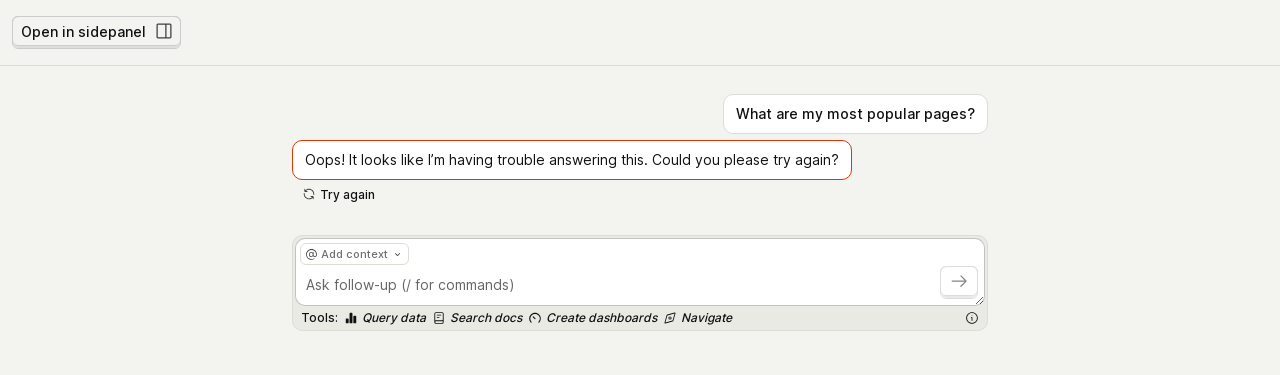 Open in sidepanel
What are my most popular pages?
Oops! It looks like I’m having trouble answering this. Could you please try again?
Try again
@ Add context
Ask follow-up (/ for commands)
Tools: Query data Search docs Create dashboards Navigate